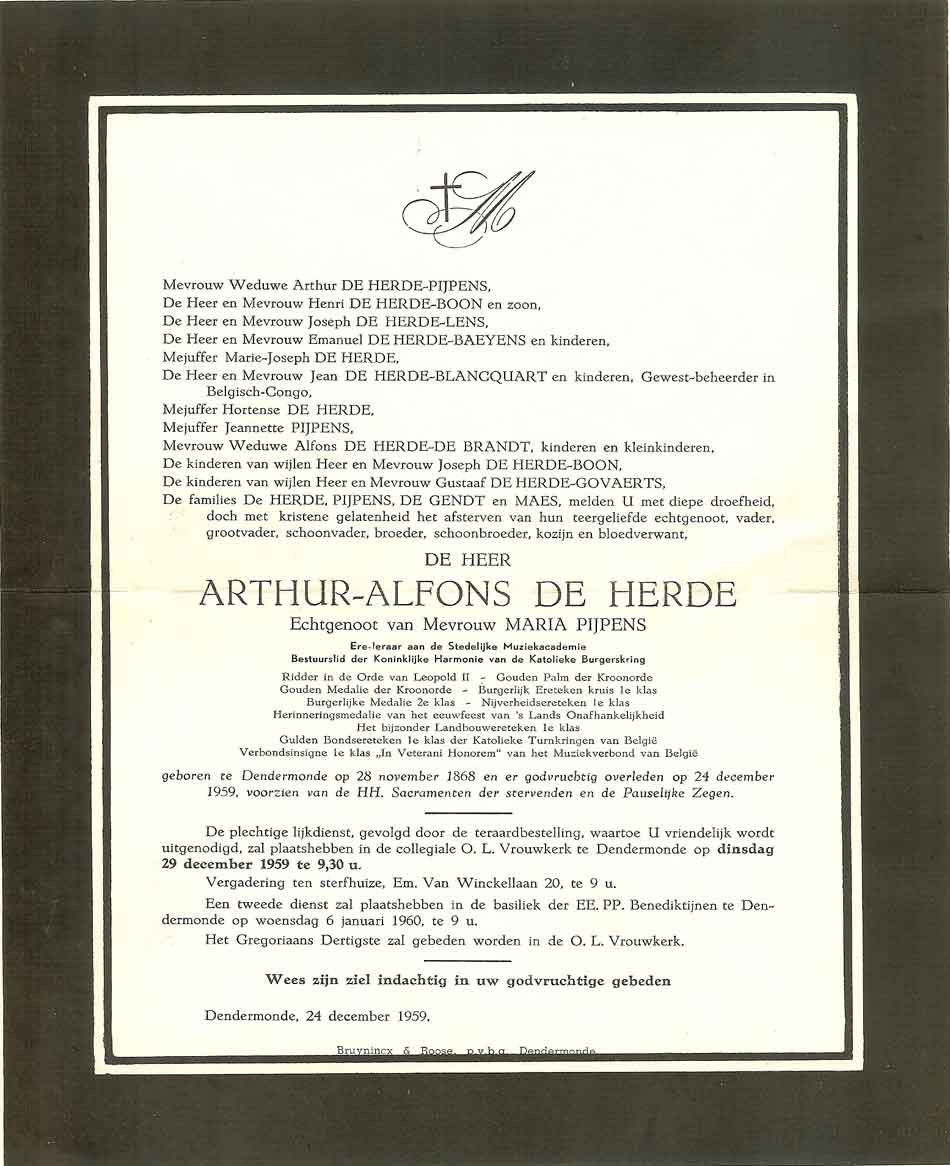 M
Mevrouw Weduwe Arthur DE HERDE-PIJPENS,
De Heer en Mevrouw Henri DE HERDE-BOON en zoon,
De Heer en Mevrouw Joseph DE HERDE-LENS,
De Heer en Mevrouw Emanuel DE HERDE-BAEYENS en kinderen,
Mejuffer Marie-Joseph DE HERDE,
De Heer en Mevrouw Jean DE HERDE-BLANCQUART en kinderen, Gewest-beheerder in
Belgisch-Congo,
Mejuffer Hortense DE HERDE,
Mejuffer Jeannette PIJPENS,
Mevrouw Weduwe Alfons DE HERDE-DE BRANDT, kinderen en kleinkinderen,
De kinderen van wijlen Heer en Mevrouw Joseph DE HERDE-BOON,
De kinderen van wijlen Heer en Mevrouw Gustaaf DE HERDE-GOVAERTS,
De families De HERDE, PIJPENS, DE GENDT en MAES, melden U met diepe droefheid,
doch met kristene gelatenheid het afsterven van hun teergeliefde echtgenoot, vader,
grootvader, schoonvader, broeder, schoonbroeder, kozijn en bloedverwant,
DE HEER
ARTHUR-ALFONS DE HERDE
Echtgenoot van Mevrouw MARIA PIJPENS
Ere-leraar aan de Stedelijke Muziekacademie
Bestuurslid der Koninklijke Harmonie van de Katolieke Burgerskring
Ridder in de Orde van Leopold II - Gouden Palm der Kroonorde
Gouden Medalie der Kroonorde - Burgerlijk Ereteken kruis 1e klas
Burgerlijke Medalie 2e klas - Nijverheidsereteken 1e klas
Herinneringsmedalie van het eeuwfeest van 's Lands Onafhankelijkheid
Het bijzonder Landbouwereteken 1e klas
Gulden Bondsereteken 1e klas der Katolieke Turnkringen van België
Verbondsinsigne 1e klas „In Veterani Honorem" van het Muziekverbond van België
geboren te Dendermonde op 28 november 1868 en er godvruchtig overleden op 24 december
1959, voorzien van de HH. Sacramenten der stervenden en de Pauselijke Zegen.
De plechtige lijkdienst, gevolgd door de teraardbestelling, waartoe U vriendelijk wordt
uitgenodigd, zal plaatshebben in de collegiale O. L. Vrouwkerk te Dendermonde op dinsdag
29 december 1959 te 9,30 u.
Vergadering ten sterfhuize, Em. Van Winckellaan 20, te 9 u.
Een tweede dienst zal plaatshebben in de basiliek der EE. PP. Benediktijnen te Den-
dermonde op woensdag 6 januari 1960, te 9 u.
Het Gregoriaans Dertigste zal gebeden worden in de O. L. Vrouwkerk.
Wees zijn ziel indachtig in uw godvruchtige gebeden
Dendermonde, 24 december 1959.
Bruynincx & Roose, p.v.b.a. Dendermonde